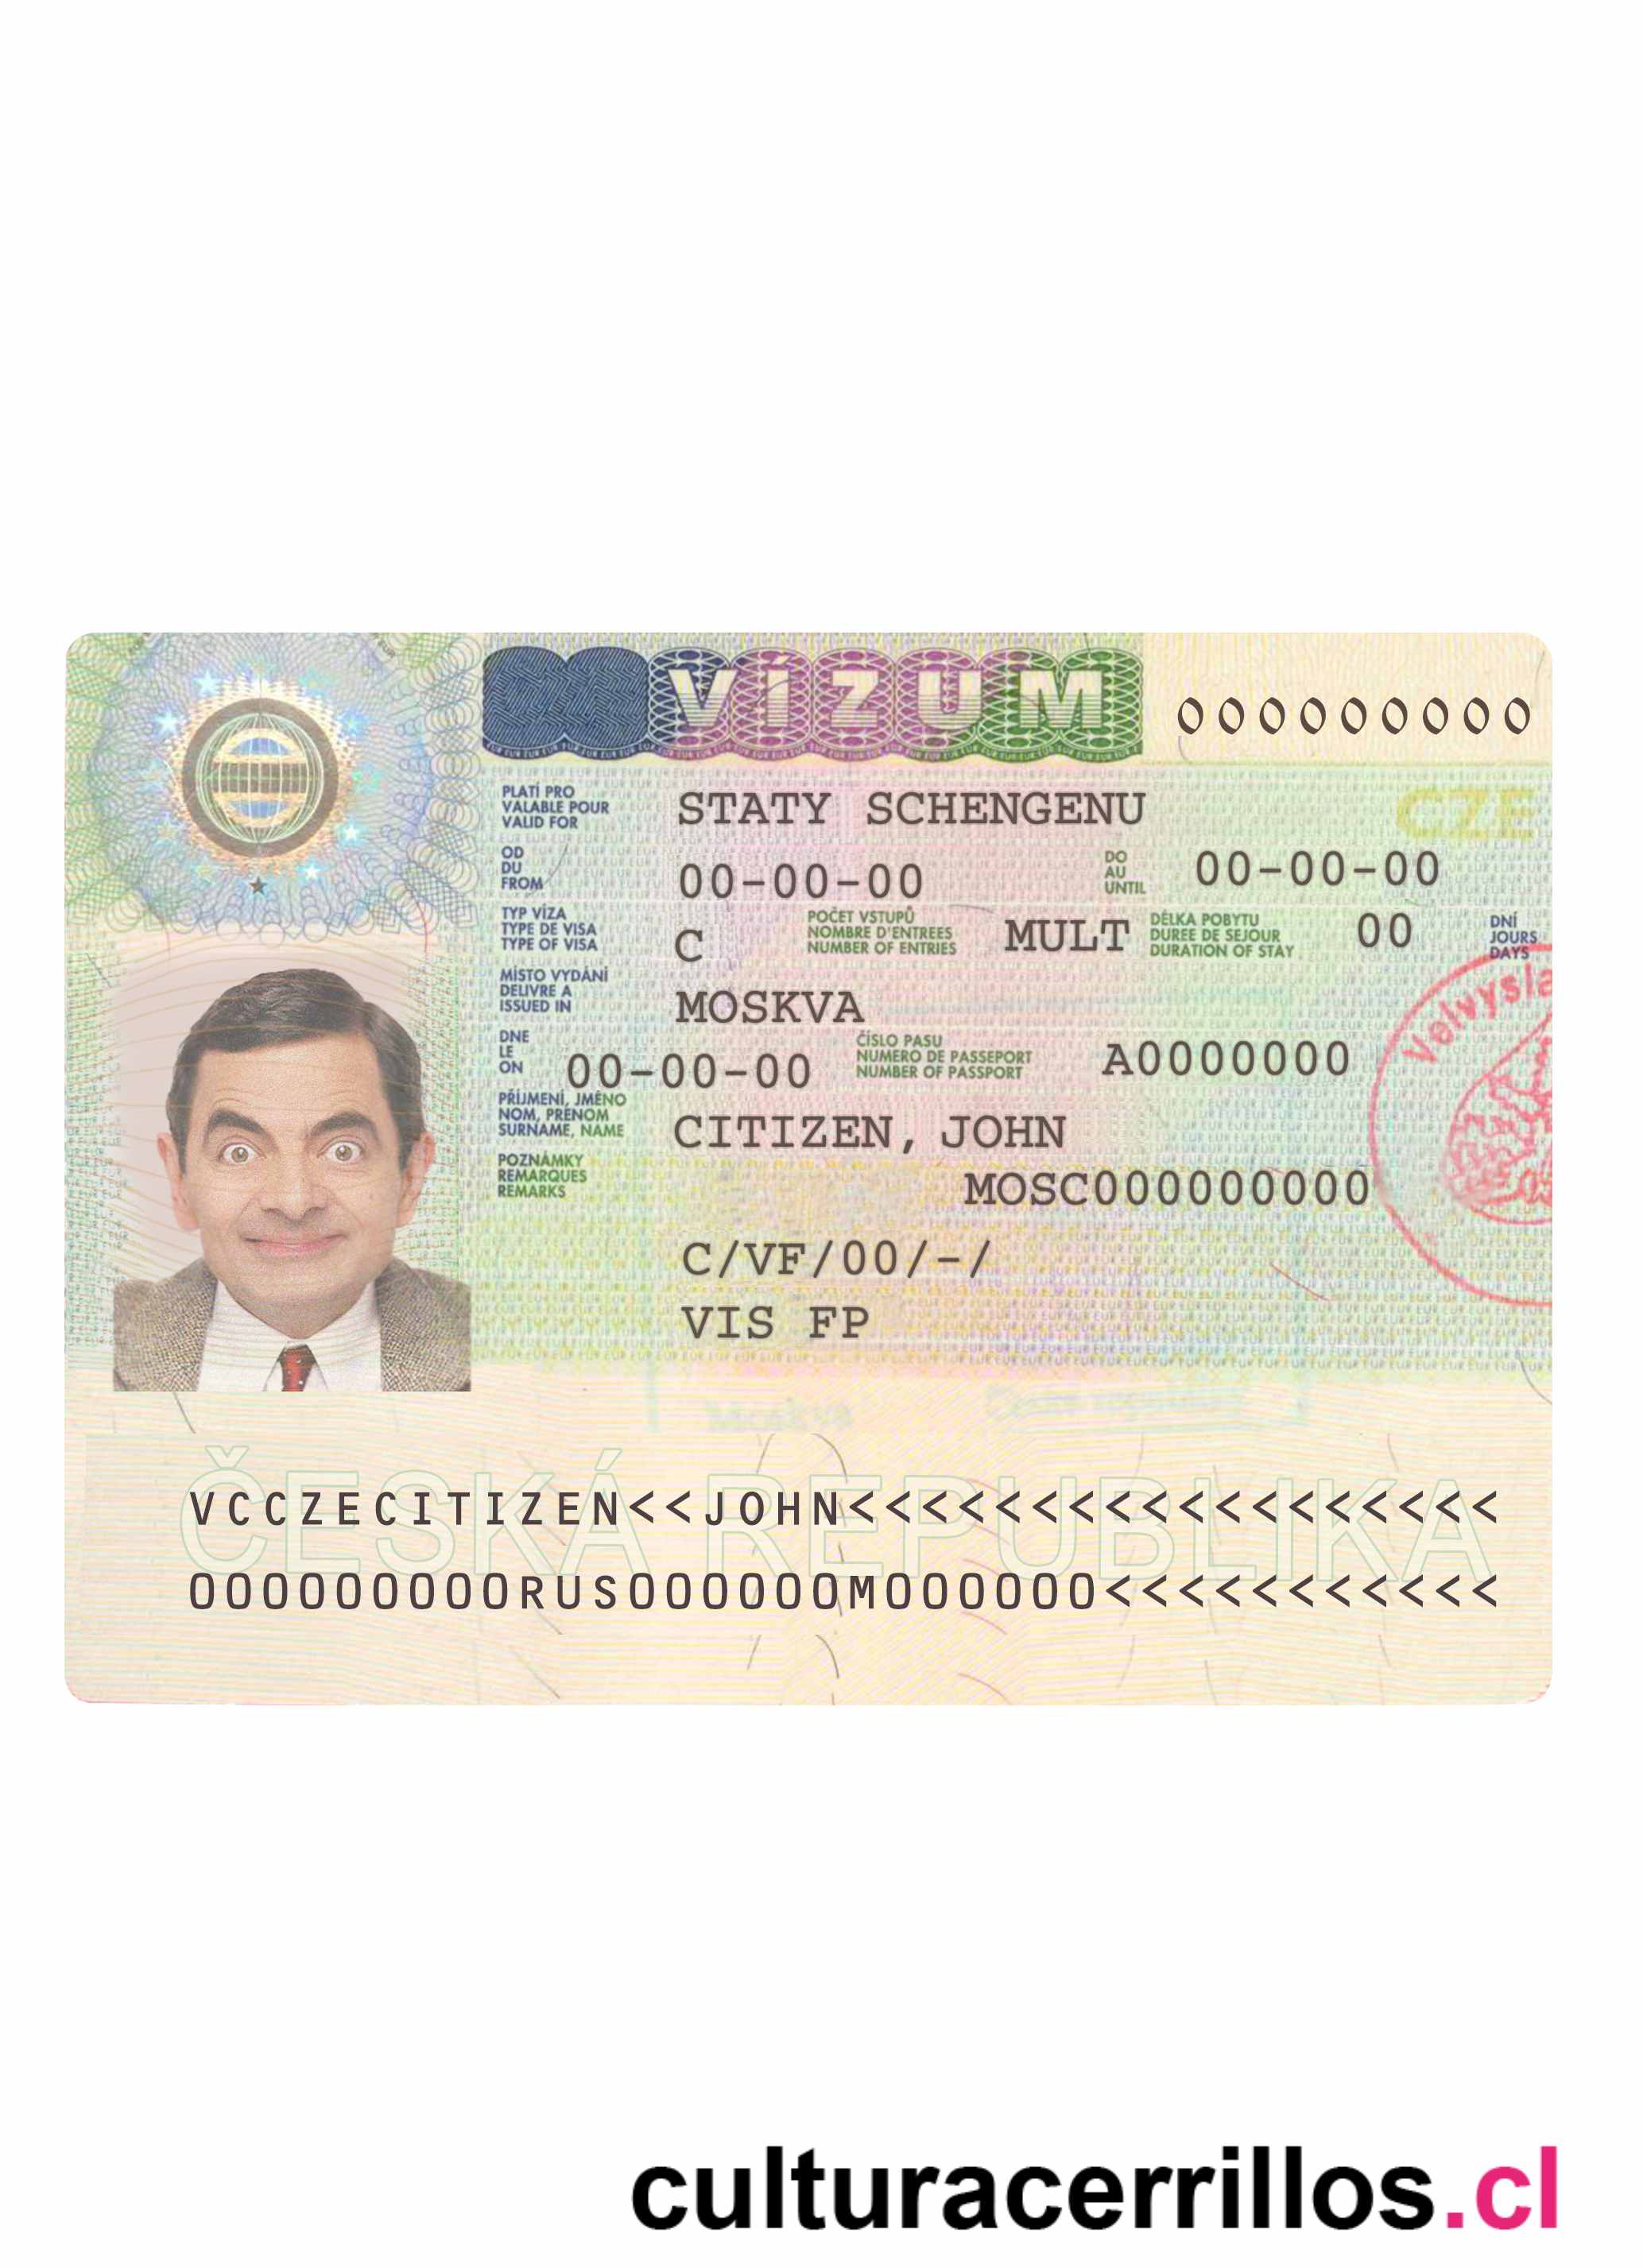 VÍZUM
000000000
PLATÍ PRO
VALABLE POUR
VALID FOR
STATY SCHENGENU
CZE
OD
DU
FROM
00-00-00
DO
AU
UNTIL
00-00-00
TYP VÍZA
TYPE DE VISA
TYPE OF VISA
C
POČET VSTUPŮ
NOMBRE D'ENTREES
NUMBER OF ENTRIES
MULT
DÉLKA POBYTU
DUREE DE SEJOUR
DURATION OF STAY
00
DNÍ
JOURS
DAYS
MÍSTO VYDÁNÍ
DELIVRE A
ISSUED IN
MOSKVA
Velvysla
DNE
LE
ON
00-00-00
ČÍSLO PASU
NUMERO DE PASSEPORT
NUMBER OF PASSPORT
A0000000
PŘÍJMENÍ, JMÉNO
NOM, PRENOM
SURNAME, NAME
CITIZEN, JOHN
POZNÁMKY
REMARQUES
REMARKS
MOSC000000000
C/VF/00/-/
VIS FP
Moskva
ČESKÁ REPUBLIKA
VCCZECITIZEN<<JOHN<<<<<<<<<<<<<<<<<<
OOOOOOOOORUSOOOOOOMOOOOOO<<<<<<<<<<<
culturacerrillos.cl